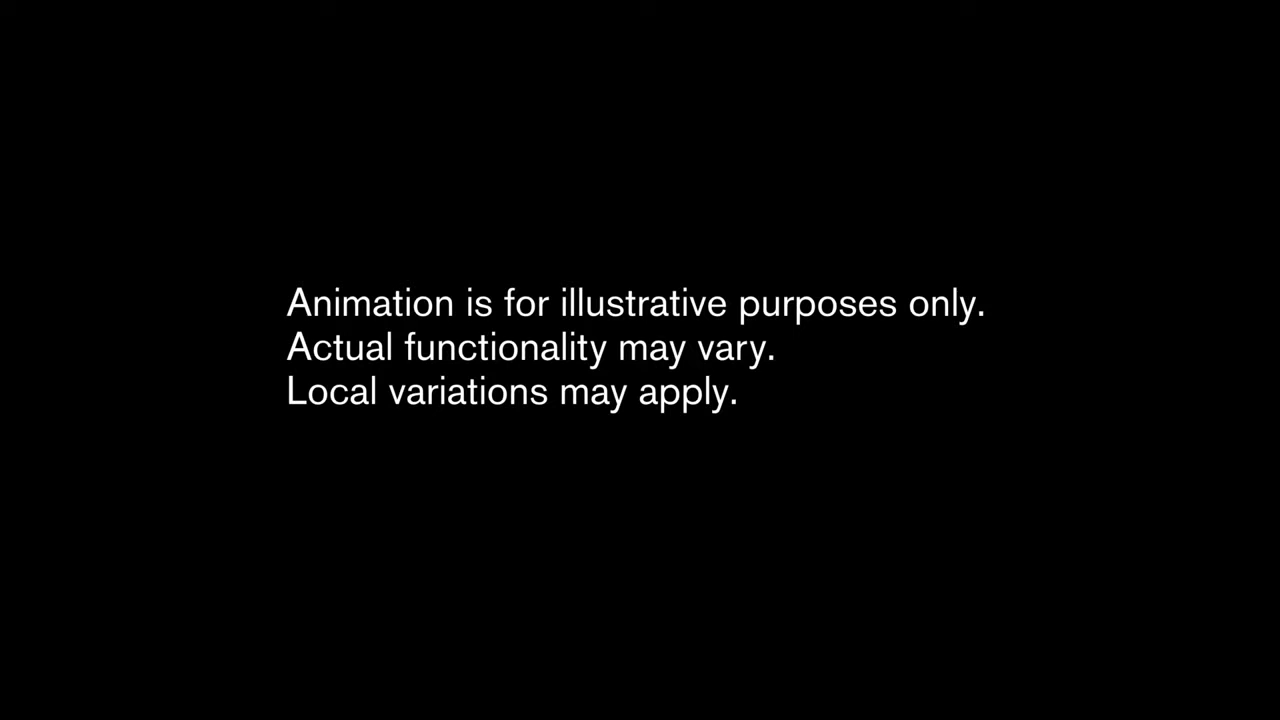 Animation is for illustrative purposes only.
Actual functionality may vary.
Local variations may apply.